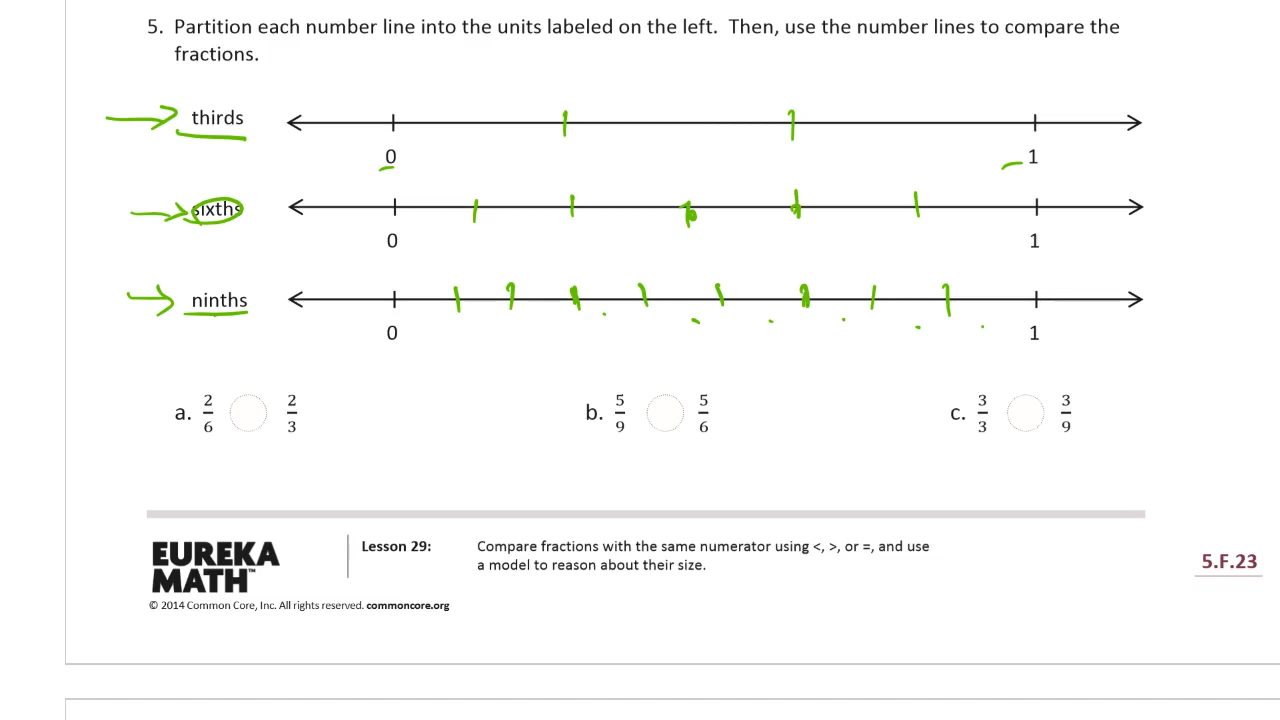 5. Partition each number line into the units labeled on the left. Then, use the number lines to compare the
fractions.
thirds
0 1
sixths
0 1
ninths
0 1
a. 2/6 2/3 b. 5/9 5/6 c. 3/3 3/9
EUREKA
MATH™
Lesson 29: Compare fractions with the same numerator using <, >, or =, and use
a model to reason about their size.
5.F.23
© 2014 Common Core, Inc. All rights reserved. commoncore.org